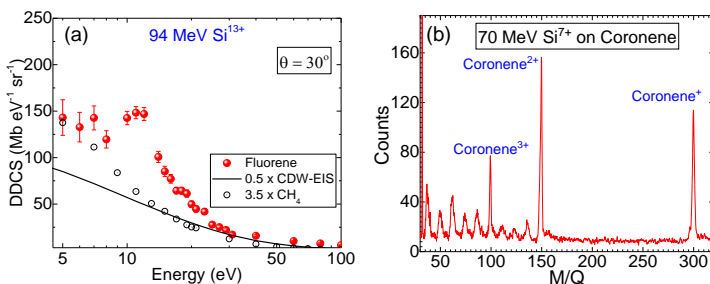 (a)
94 MeV Si13+
θ = 30°
DDCS (Mb eV-1 sr-1)
200
150
100
50
Fluorene
0.5 x CDW-EIS
3.5 x CH4
5
10
100
Energy (eV)
(b)
70 MeV Si7+ on Coronene
Counts
160
120
80
40
0
Coronene2+
Coronene+
Coronene3+
50
100
150
200
250
300
M/Q